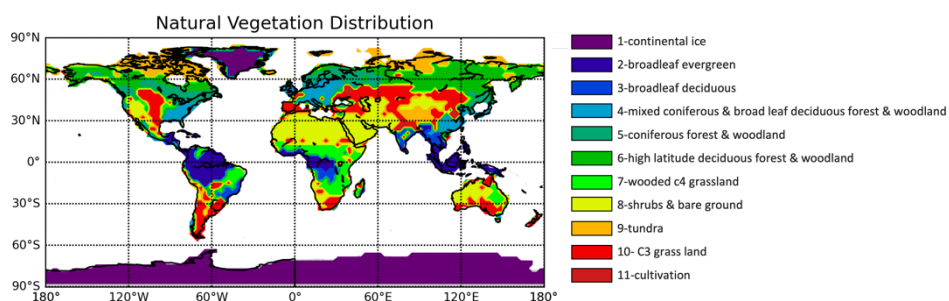 Natural Vegetation Distribution
90°N
60°N
30°N
0°
30°S
60°S
90°S
180° 120°W 60°W 0° 60°E 120°E 180°
1-continental ice
2-broadleaf evergreen
3-broadleaf deciduous
4-mixed coniferous & broad leaf deciduous forest & woodland
5-coniferous forest & woodland
6-high latitude deciduous forest & woodland
7-wooded c4 grassland
8-shrubs & bare ground
9-tundra
10- C3 grass land
11-cultivation